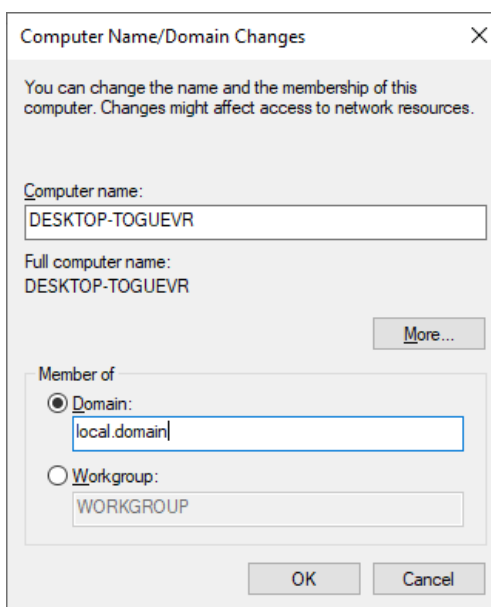 Computer Name/Domain Changes
You can change the name and the membership of this
computer. Changes might affect access to network resources.
Computer name:
DESKTOP-TOGUEVR
Full computer name:
DESKTOP-TOGUEVR
More...
Member of
Domain:
local.domain
Workgroup:
WORKGROUP
OK
Cancel